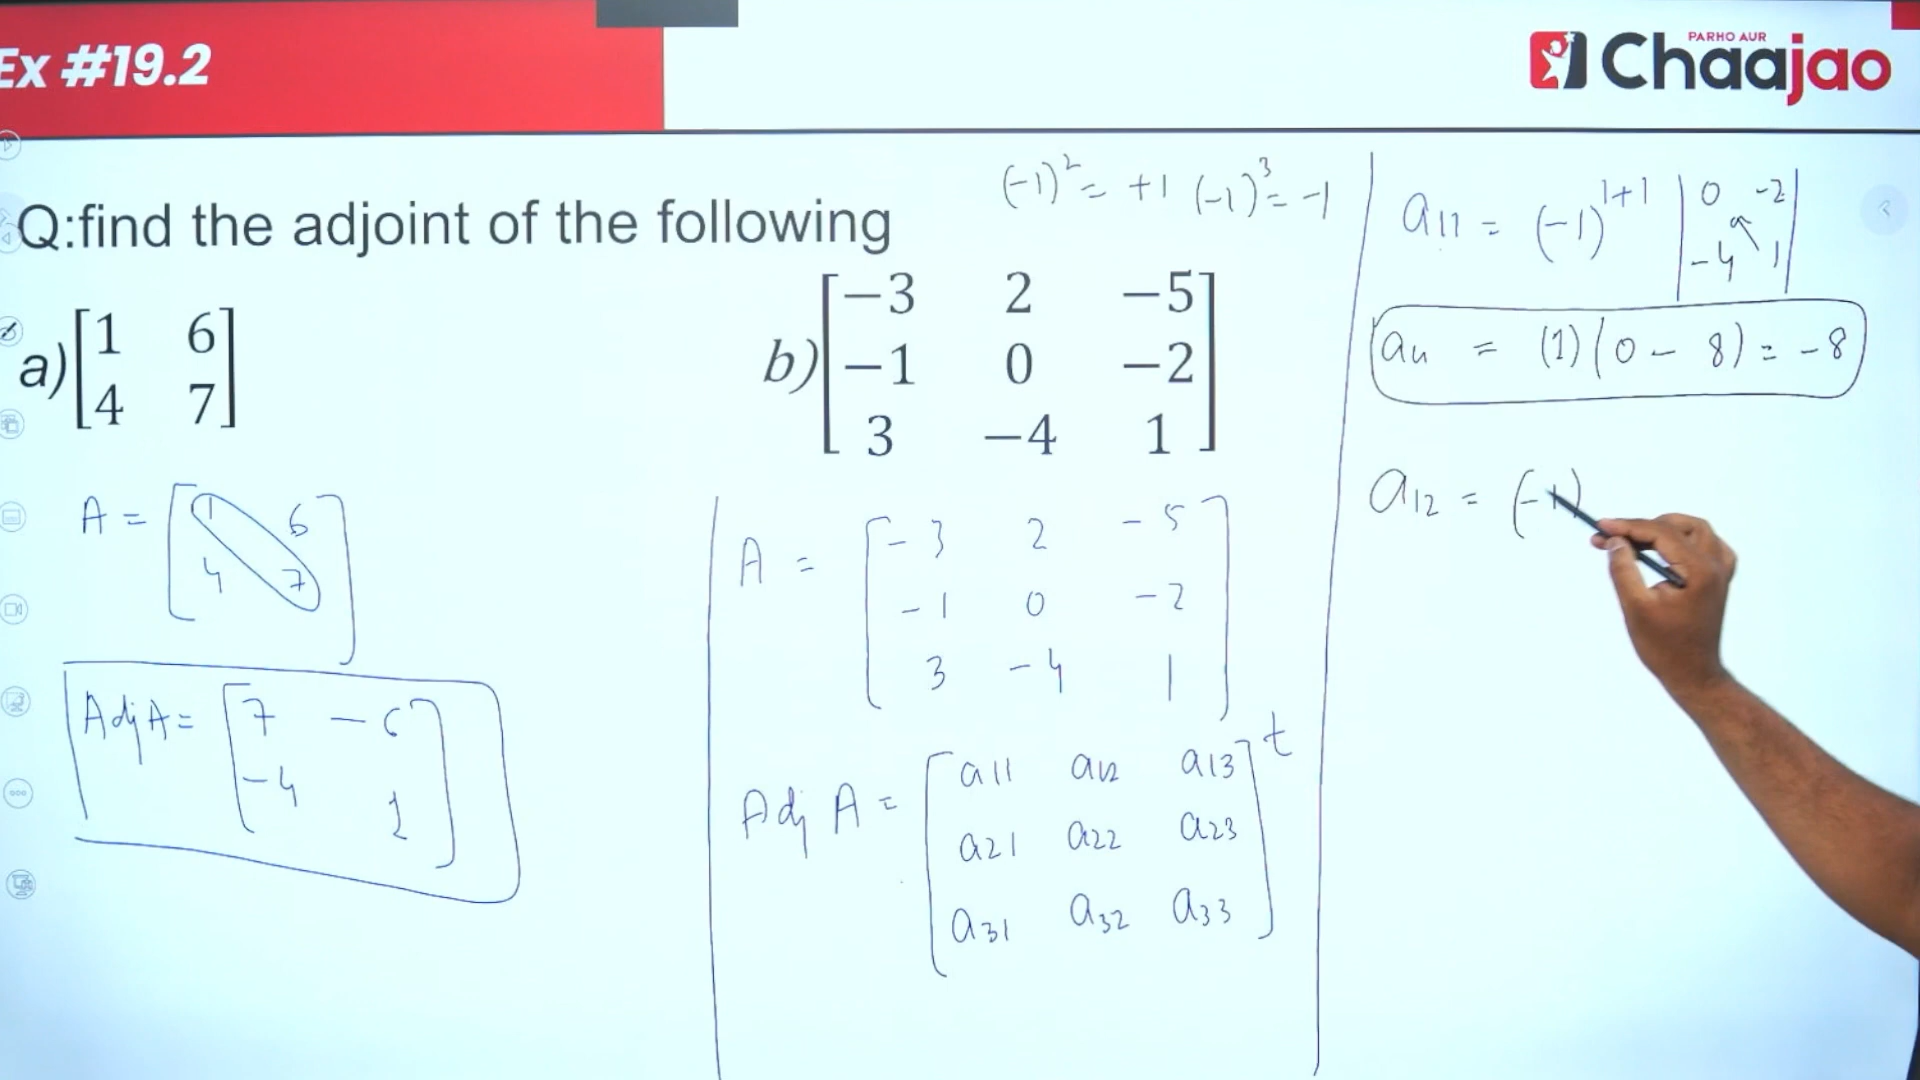 Ex #19.2
PARHO AUR
Chaajao
Q:find the adjoint of the following
a) [1 6
4 7]
b) [−3 2 −5
−1 0 −2
3 −4 1]
A = [1 6
4 7]
Adj A = [7 −6
−4 1]
(-1)² = +1 (-1)³ = -1
A = [-3 2 -5
-1 0 -2
3 -4 1]
Adj A = [a11 a12 a13
a21 a22 a23
a31 a32 a33]ᵗ
a11 = (-1)¹⁺¹ |0 -2
-4 1|
a11 = (1)(0 - 8) = -8
a12 = (-1)